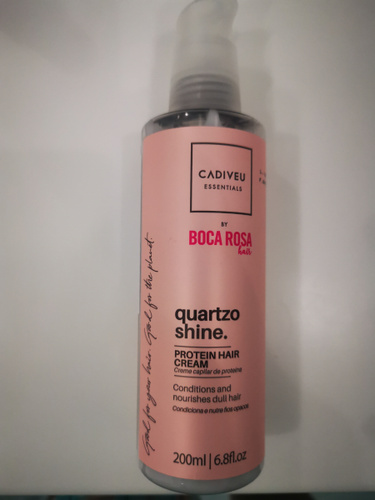 CADIVEU
ESSENTIALS
BY
BOCA ROSA
hair
quartzo
shine.
PROTEIN HAIR
CREAM
Creme capilar de proteína
Conditions and
nourishes dull hair
Condiciona e nutre fios opacos
200ml | 6.8fl.oz
Good for your hair. Good for the planet.